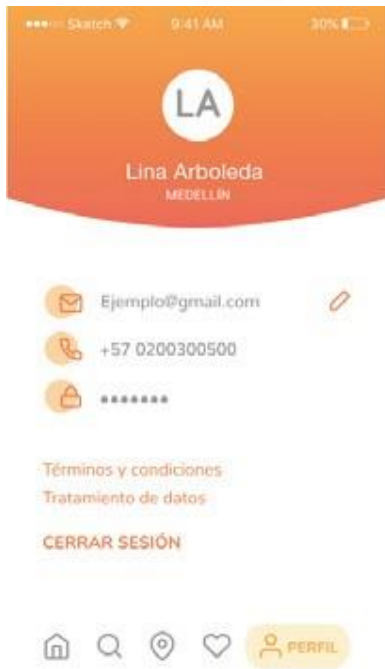 Sketch 9:41 AM 30%
LA
Lina Arboleda
MEDELLÍN
Ejemplo@gmail.com
+57 0200300500
*******
Términos y condiciones
Tratamiento de datos
CERRAR SESIÓN
PERFIL